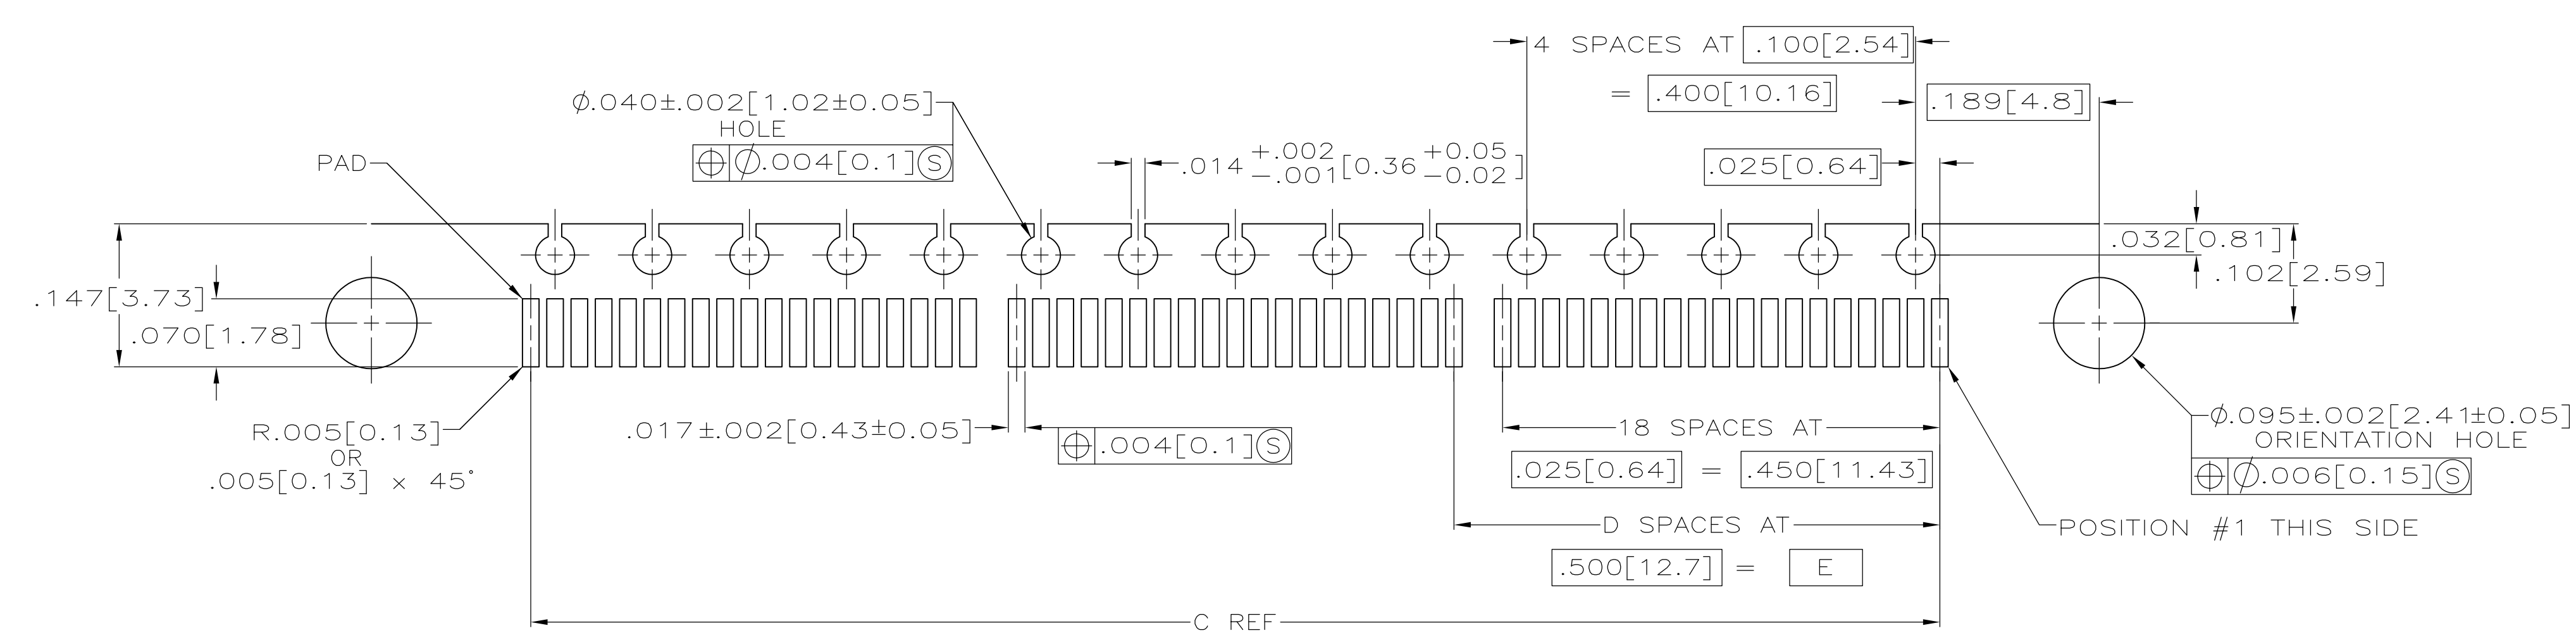 4 SPACES AT .100[2.54]
= .400[10.16]
.189[4.8]
⌀.040±.002[1.02±0.05]
HOLE
⌖ ⌀.004[0.1]Ⓢ
PAD
.014 +.002 -.001 [0.36 +0.05 -0.02]
.025[0.64]
.032[0.81]
.102[2.59]
.147[3.73]
.070[1.78]
R.005[0.13]
OR
.005[0.13] x 45°
.017±.002[0.43±0.05]
⌖ .004[0.1]Ⓢ
18 SPACES AT
.025[0.64] = .450[11.43]
D SPACES AT
.500[12.7] = E
C REF
⌀.095±.002[2.41±0.05]
ORIENTATION HOLE
⌖ ⌀.006[0.15]Ⓢ
POSITION #1 THIS SIDE